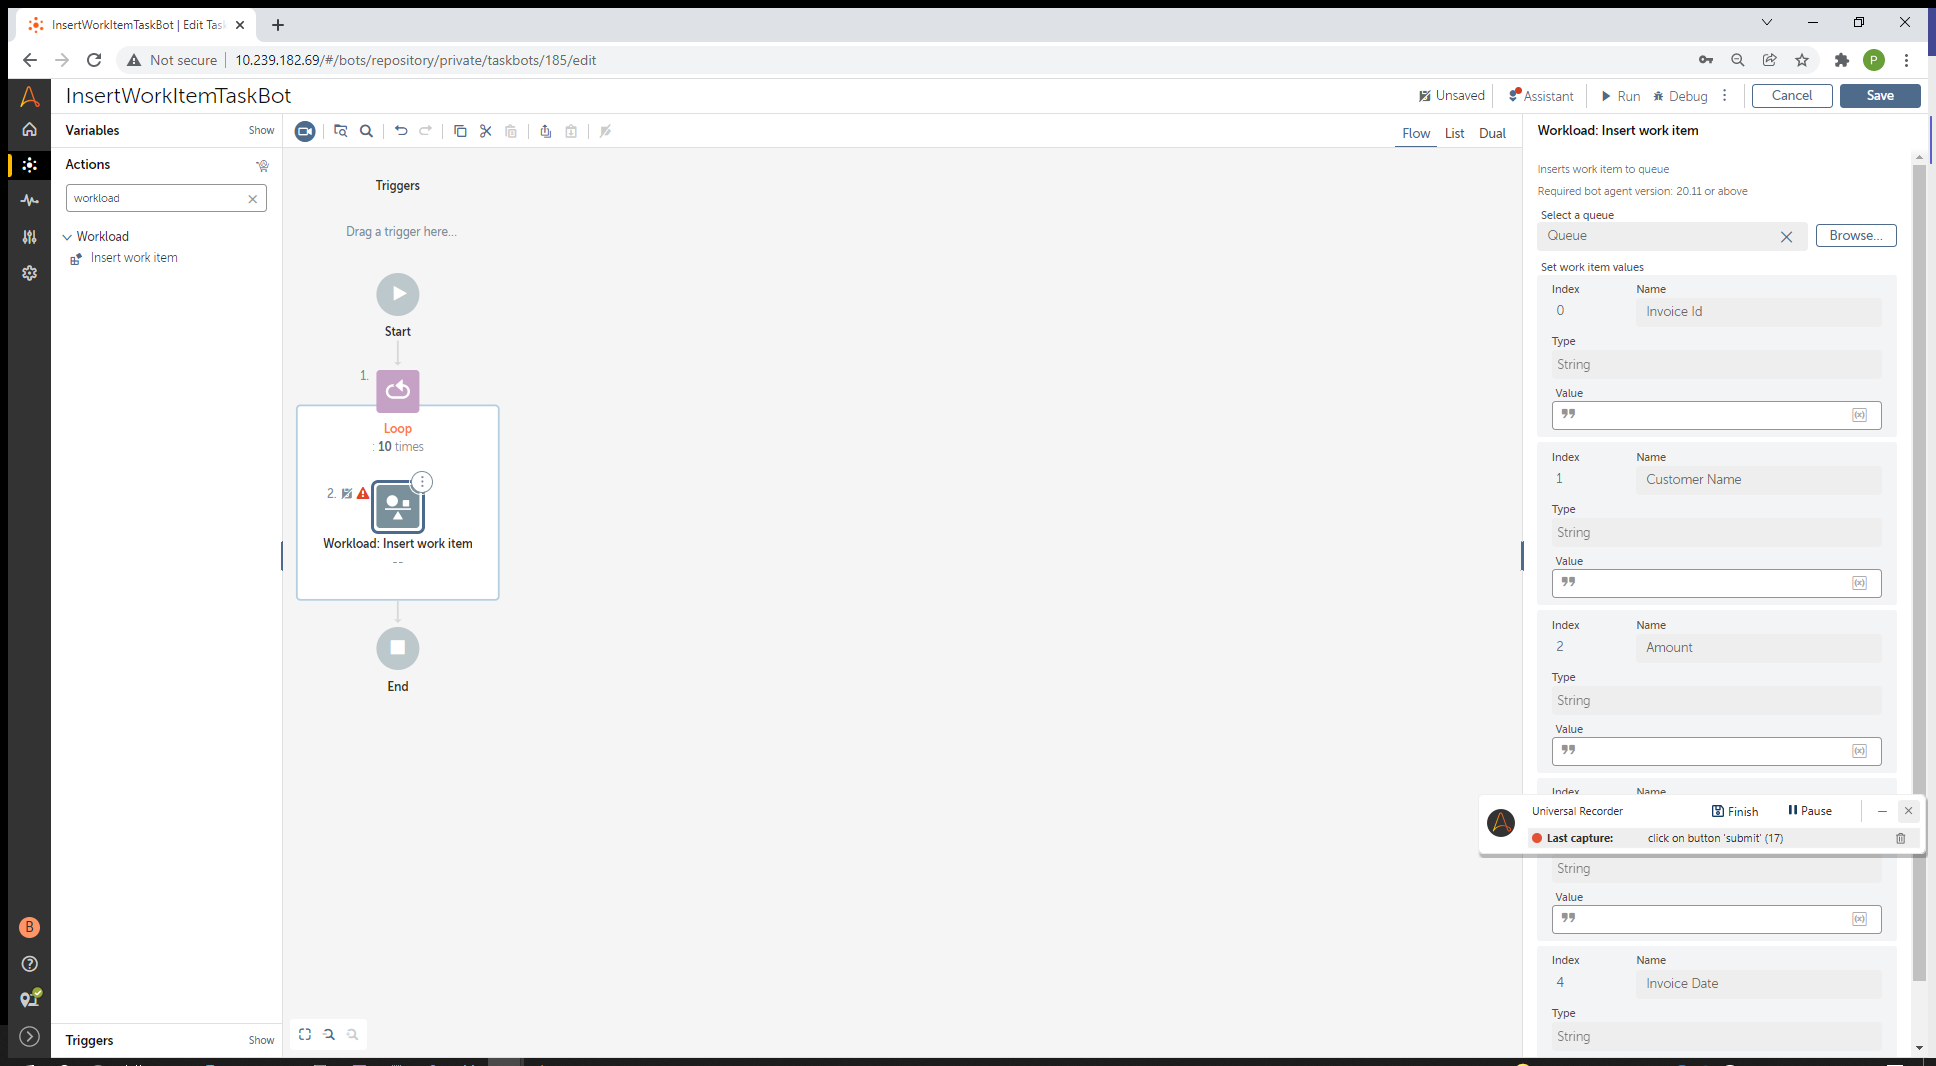 InsertWorkItemTaskBot | Edit Tas
Not secure
10.239.182.69/#/bots/repository/private/taskbots/185/edit
P
InsertWorkItemTaskBot
Unsaved
Assistant
Run
Debug
Cancel
Save
Variables
Show
Flow
List
Dual
Workload: Insert work item
Actions
workload
Workload
Insert work item
Triggers
Drag a trigger here...
Start
1.
Loop
: 10 times
2.
Workload: Insert work item
--
End
Inserts work item to queue
Required bot agent version: 20.11 or above
Select a queue
Queue
Browse...
Set work item values
Index Name
0 Invoice Id
Type
String
Value
Index Name
1 Customer Name
Type
String
Value
Index Name
2 Amount
Type
String
Value
Index Name
Universal Recorder
Finish
Pause
Last capture: click on button 'submit' (17)
String
Value
Index Name
4 Invoice Date
Type
String
B
Triggers
Show